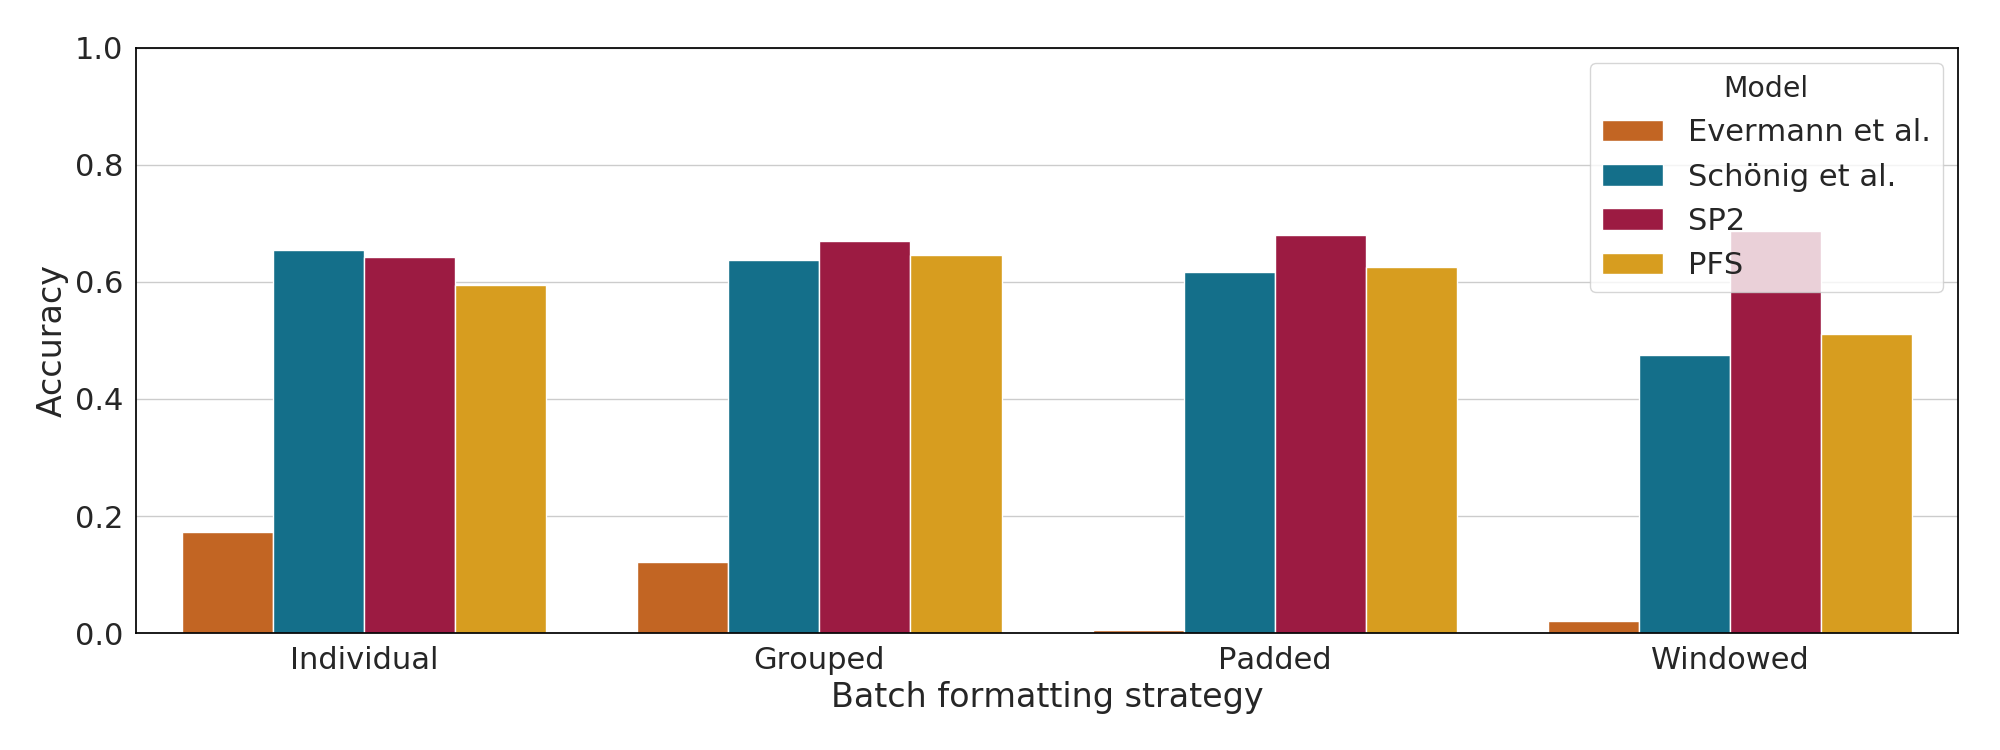 1.0
0.8
0.6
0.4
0.2
0.0
Accuracy
Model
Evermann et al.
Schönig et al.
SP2
PFS
Individual
Grouped
Padded
Windowed
Batch formatting strategy